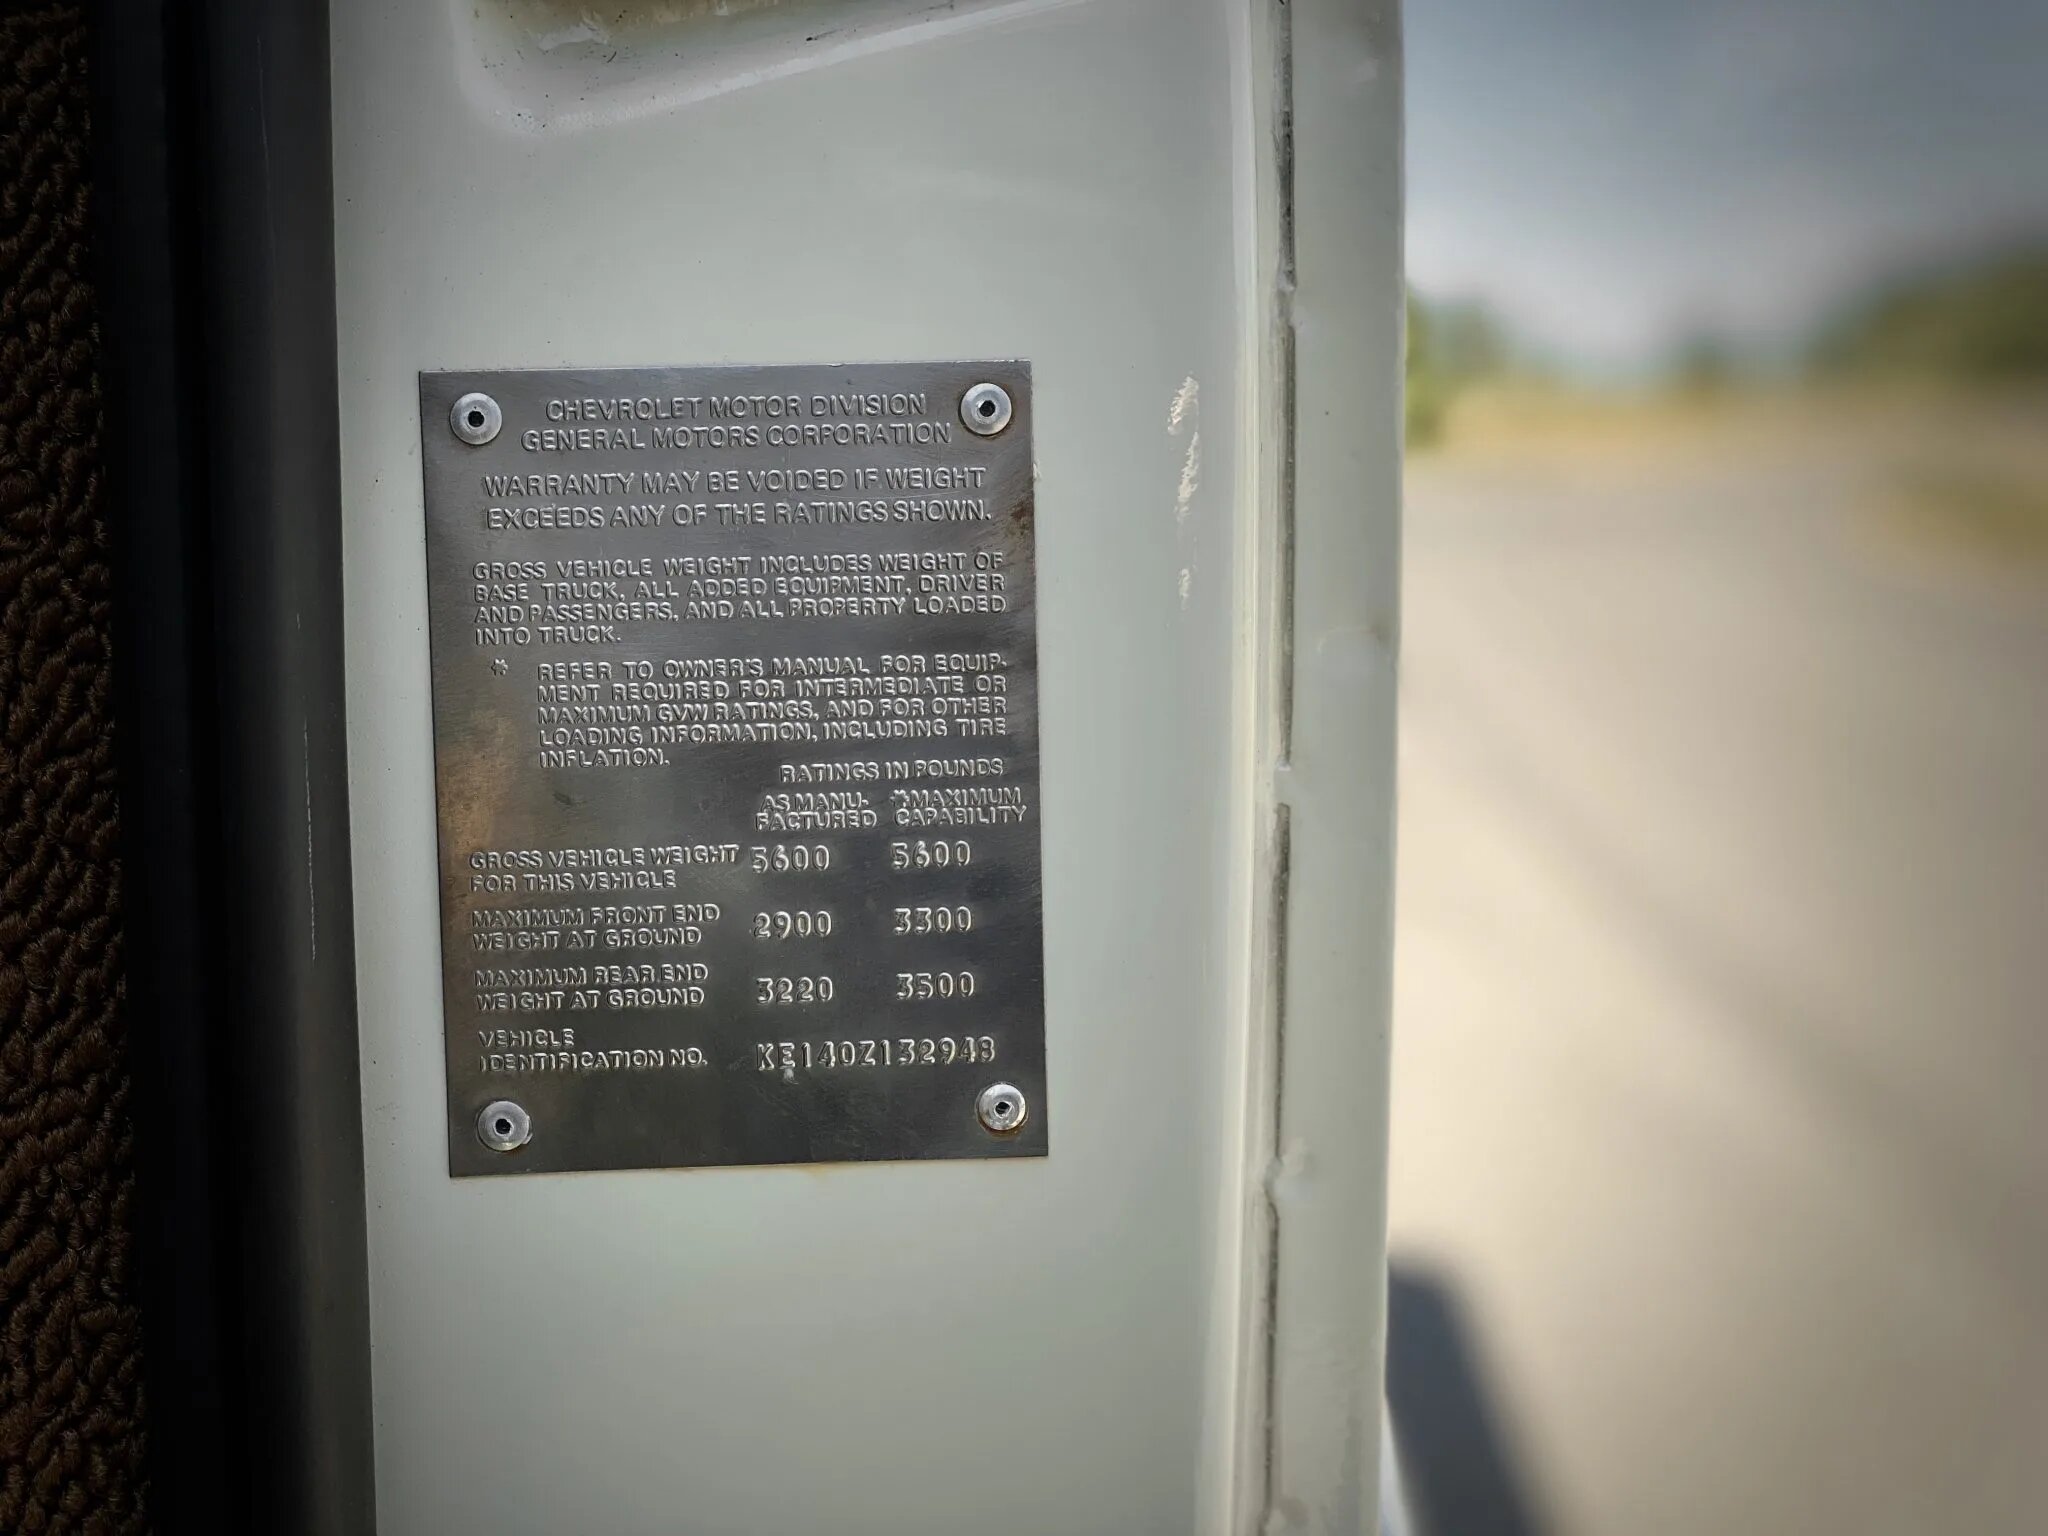 CHEVROLET MOTOR DIVISION
GENERAL MOTORS CORPORATION
WARRANTY MAY BE VOIDED IF WEIGHT
EXCEEDS ANY OF THE RATINGS SHOWN.
GROSS VEHICLE WEIGHT INCLUDES WEIGHT OF
BASE TRUCK, ALL ADDED EQUIPMENT, DRIVER
AND PASSENGERS, AND ALL PROPERTY LOADED
INTO TRUCK.
* REFER TO OWNER'S MANUAL FOR EQUIP-
MENT REQUIRED FOR INTERMEDIATE OR
MAXIMUM GVW RATINGS, AND FOR OTHER
LOADING INFORMATION, INCLUDING TIRE
INFLATION.
RATINGS IN POUNDS
AS MANU- *MAXIMUM
FACTURED CAPABILITY
GROSS VEHICLE WEIGHT 5600 5600
FOR THIS VEHICLE
MAXIMUM FRONT END 2900 3300
WEIGHT AT GROUND
MAXIMUM REAR END 3220 3500
WEIGHT AT GROUND
VEHICLE
IDENTIFICATION NO. KE140Z132948